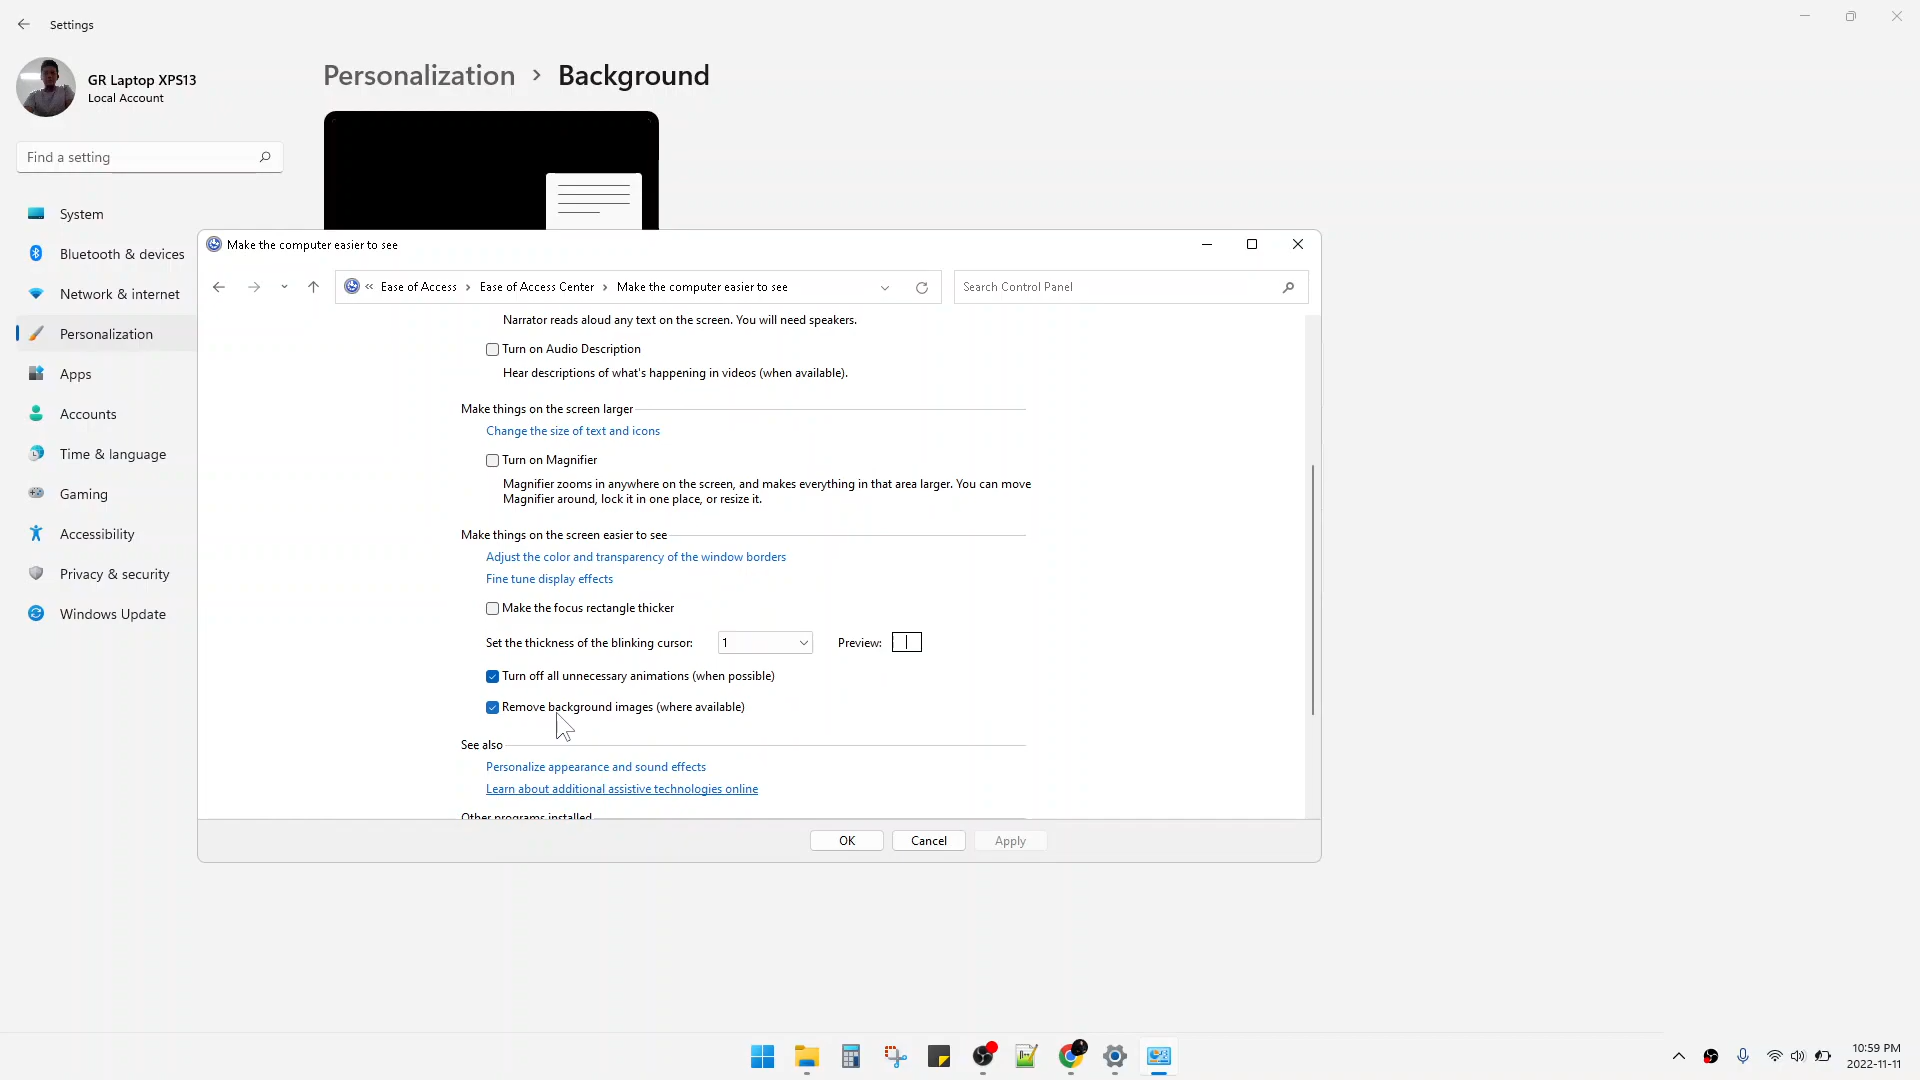 Settings
GR Laptop XPS13
Local Account
Find a setting
System
Bluetooth & devices
Network & internet
Personalization
Apps
Accounts
Time & language
Gaming
Accessibility
Privacy & security
Windows Update
Personalization > Background
Make the computer easier to see
« Ease of Access > Ease of Access Center > Make the computer easier to see
Search Control Panel
Narrator reads aloud any text on the screen. You will need speakers.
Turn on Audio Description
Hear descriptions of what's happening in videos (when available).
Make things on the screen larger
Change the size of text and icons
Turn on Magnifier
Magnifier zooms in anywhere on the screen, and makes everything in that area larger. You can move
Magnifier around, lock it in one place, or resize it.
Make things on the screen easier to see
Adjust the color and transparency of the window borders
Fine tune display effects
Make the focus rectangle thicker
Set the thickness of the blinking cursor: 1 Preview:
Turn off all unnecessary animations (when possible)
Remove background images (where available)
See also
Personalize appearance and sound effects
Learn about additional assistive technologies online
Other programs installed
OK Cancel Apply
10:59 PM
2022-11-11